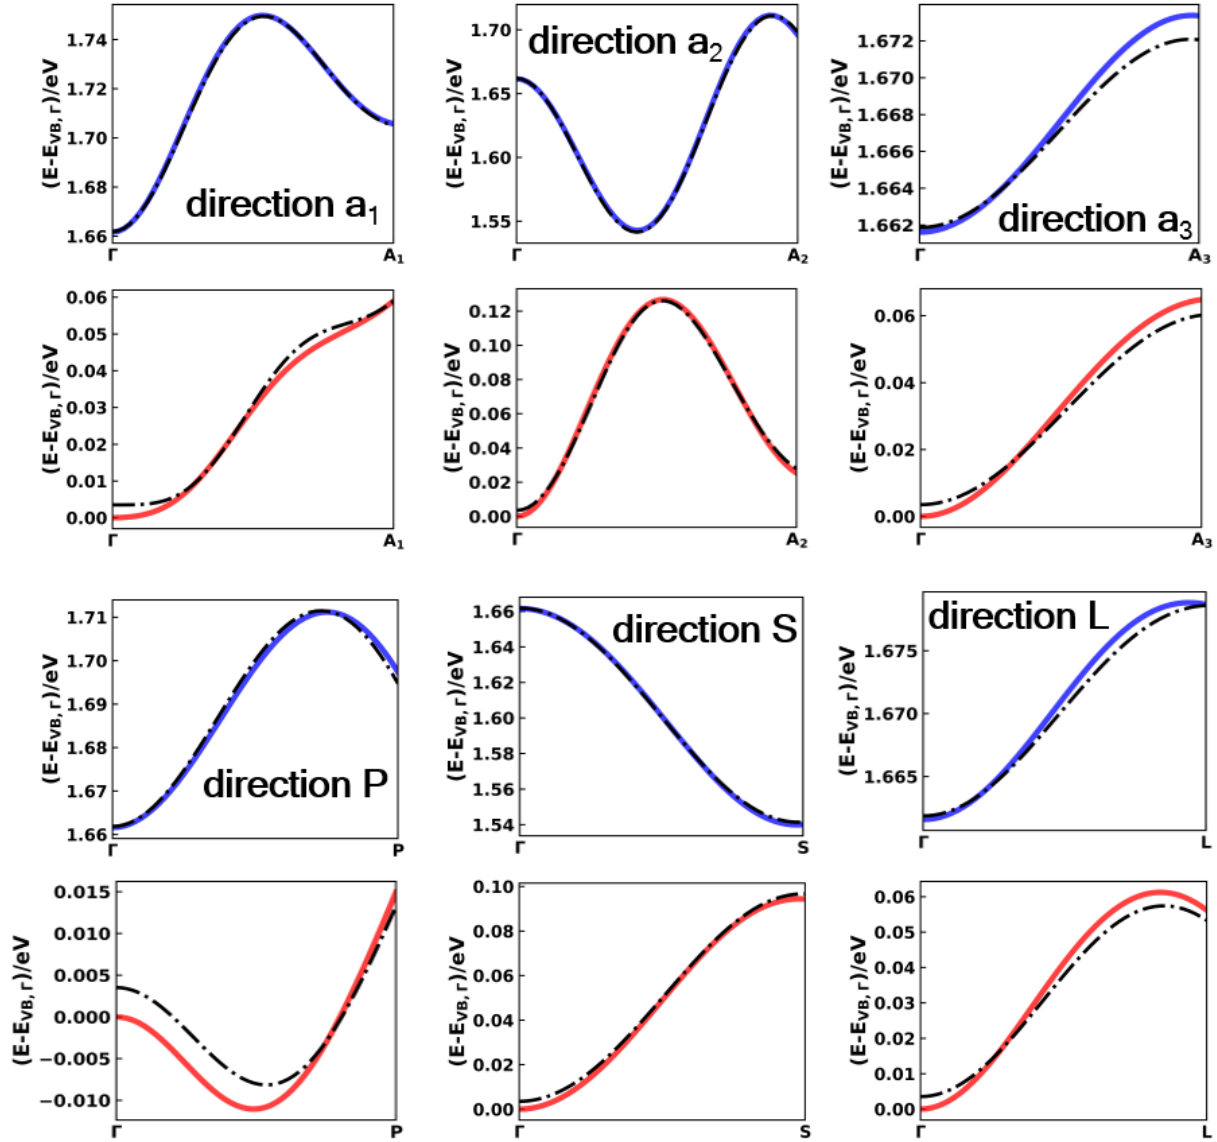 (E-E_VB, Γ)/eV
1.74
1.72
1.70
1.68
1.66
direction a₁
Γ A₁
(E-E_VB, Γ)/eV
1.70
1.65
1.60
1.55
direction a₂
Γ A₂
(E-E_VB, Γ)/eV
1.672
1.670
1.668
1.666
1.664
1.662
direction a₃
Γ A₃
(E-E_VB, Γ)/eV
0.06
0.05
0.04
0.03
0.02
0.01
0.00
Γ A₁
(E-E_VB, Γ)/eV
0.12
0.10
0.08
0.06
0.04
0.02
0.00
Γ A₂
(E-E_VB, Γ)/eV
0.06
0.04
0.02
0.00
Γ A₃
(E-E_VB, Γ)/eV
1.71
1.70
1.69
1.68
1.67
1.66
direction P
Γ P
(E-E_VB, Γ)/eV
1.66
1.64
1.62
1.60
1.58
1.56
1.54
direction S
Γ S
(E-E_VB, Γ)/eV
1.675
1.670
1.665
direction L
Γ L
(E-E_VB, Γ)/eV
0.015
0.010
0.005
0.000
−0.005
−0.010
Γ P
(E-E_VB, Γ)/eV
0.10
0.08
0.06
0.04
0.02
0.00
Γ S
(E-E_VB, Γ)/eV
0.06
0.05
0.04
0.03
0.02
0.01
0.00
Γ L